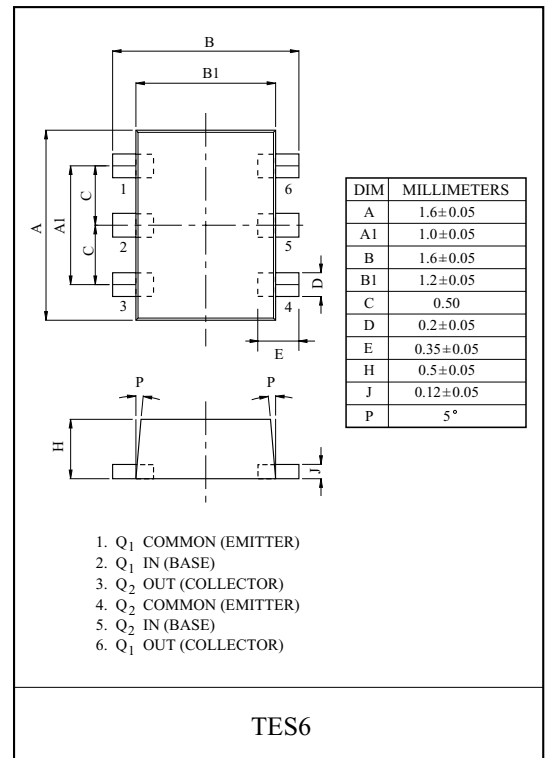 B
B1
A
A1
C
C
1
2
3
6
5
4
D
E
DIM MILLIMETERS
A 1.6±0.05
A1 1.0±0.05
B 1.6±0.05
B1 1.2±0.05
C 0.50
D 0.2±0.05
E 0.35±0.05
H 0.5±0.05
J 0.12±0.05
P 5°
P
P
H
J
1. Q1 COMMON (EMITTER)
2. Q1 IN (BASE)
3. Q2 OUT (COLLECTOR)
4. Q2 COMMON (EMITTER)
5. Q2 IN (BASE)
6. Q1 OUT (COLLECTOR)
TES6